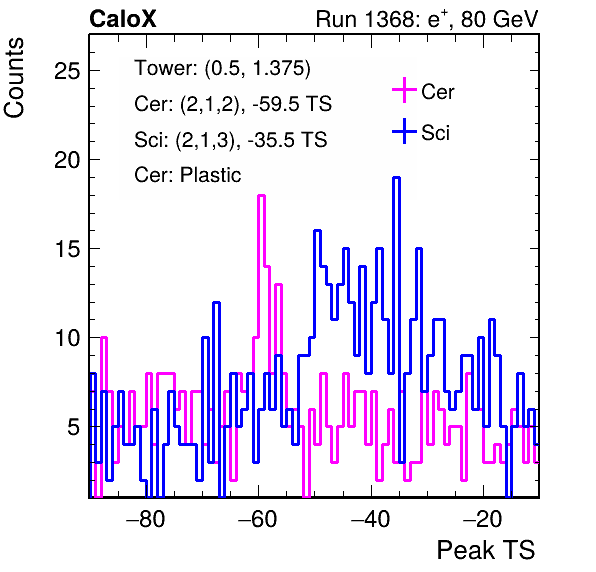 CaloX Run 1368: e⁺, 80 GeV
Counts
Tower: (0.5, 1.375)
Cer: (2,1,2), -59.5 TS
Sci: (2,1,3), -35.5 TS
Cer: Plastic
Cer
Sci
25
20
15
10
5
−80 −60 −40 −20
Peak TS